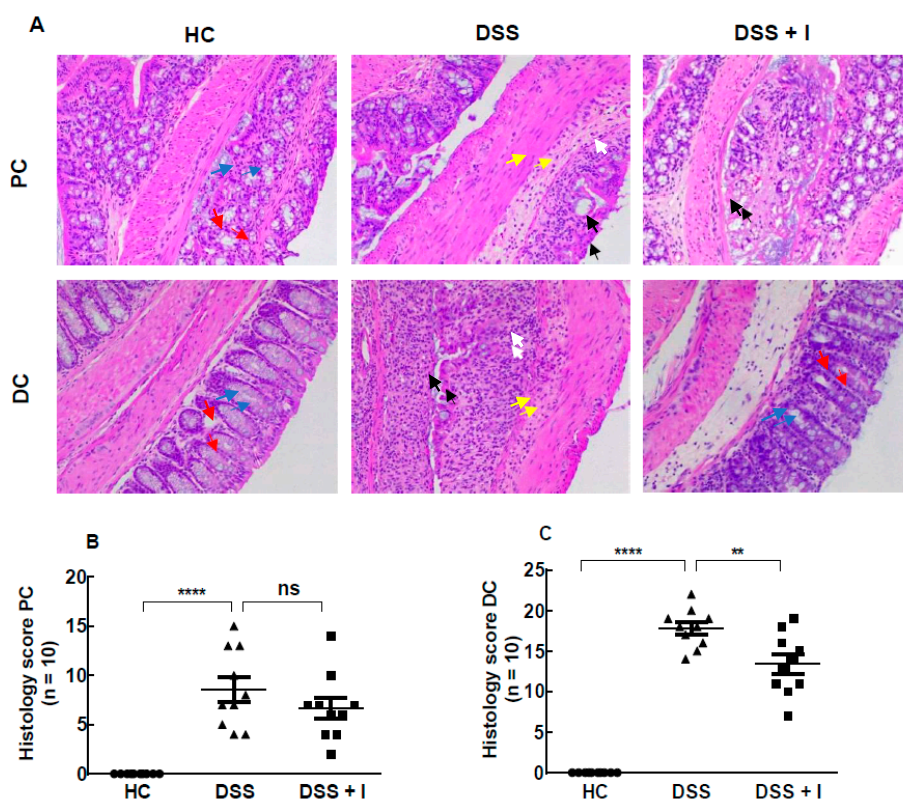 A
HC
DSS
DSS + I
PC
DC
B
Histology score PC
(n = 10)
20
15
10
5
0
****
ns
HC
DSS
DSS + I
C
Histology score DC
(n = 10)
25
20
15
10
5
0
****
**
HC
DSS
DSS + I